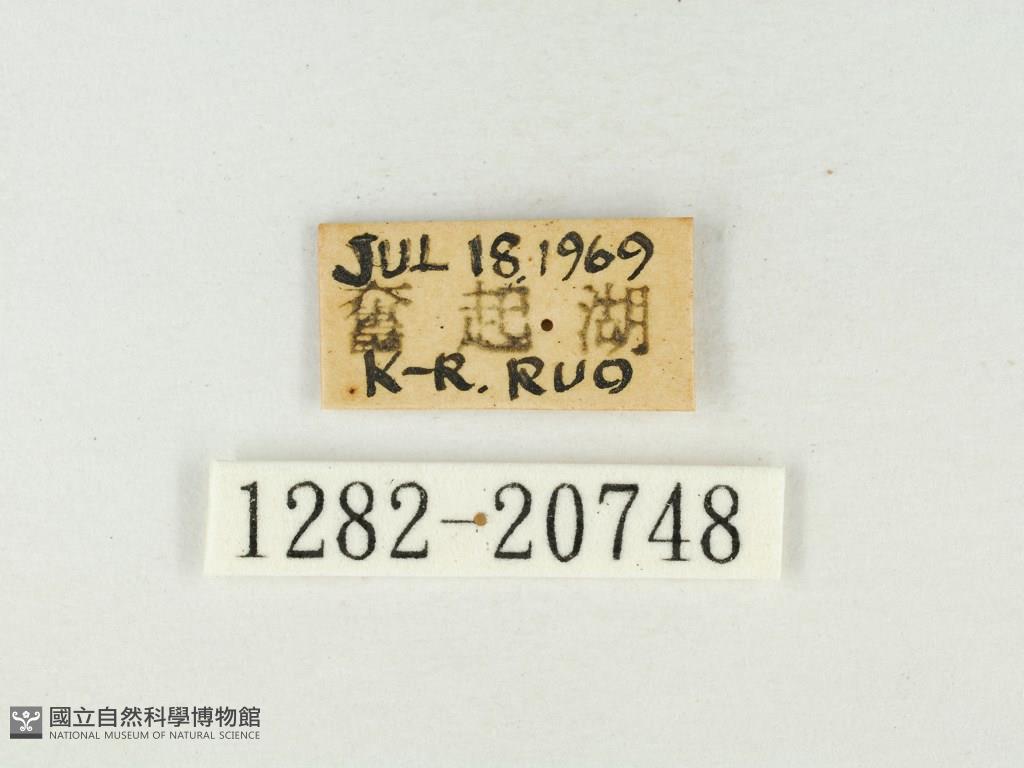 JUL 18, 1969
奮起湖
K-R. RUO
1282-20748
國立自然科學博物館
NATIONAL MUSEUM OF NATURAL SCIENCE